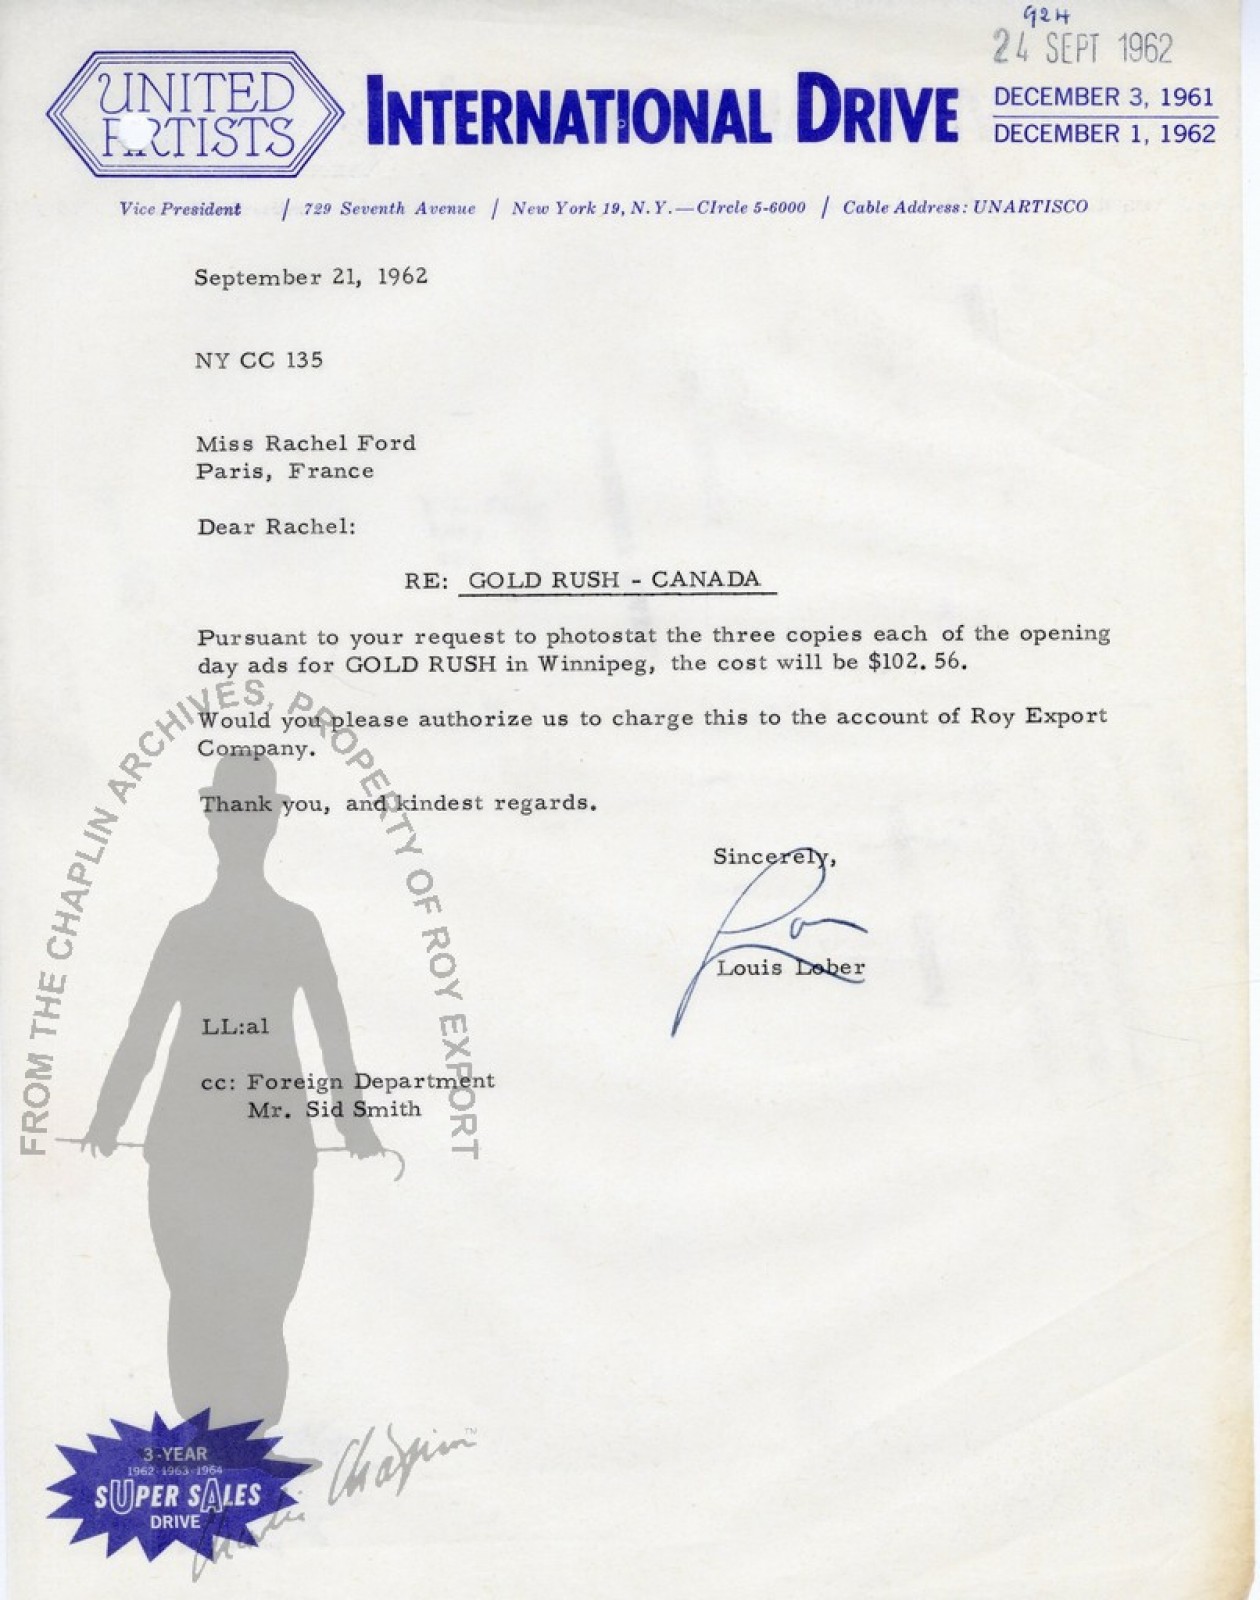 924
24 SEPT 1962
UNITED ARTISTS
INTERNATIONAL DRIVE
DECEMBER 3, 1961
DECEMBER 1, 1962
Vice President / 729 Seventh Avenue / New York 19, N. Y.—CIrcle 5-6000 / Cable Address: UNARTISCO
September 21, 1962
NY CC 135
Miss Rachel Ford
Paris, France
Dear Rachel:
RE: GOLD RUSH - CANADA
Pursuant to your request to photostat the three copies each of the opening
day ads for GOLD RUSH in Winnipeg, the cost will be $102.56.
Would you please authorize us to charge this to the account of Roy Export
Company.
Thank you, and kindest regards.
Sincerely,
Lou
Louis Lober
LL:al
cc: Foreign Department
Mr. Sid Smith
FROM THE CHAPLIN ARCHIVES, PROPERTY OF ROY EXPORT
3-YEAR
1962-1963-1964
SUPER SALES
DRIVE
Charlie Chaplin™